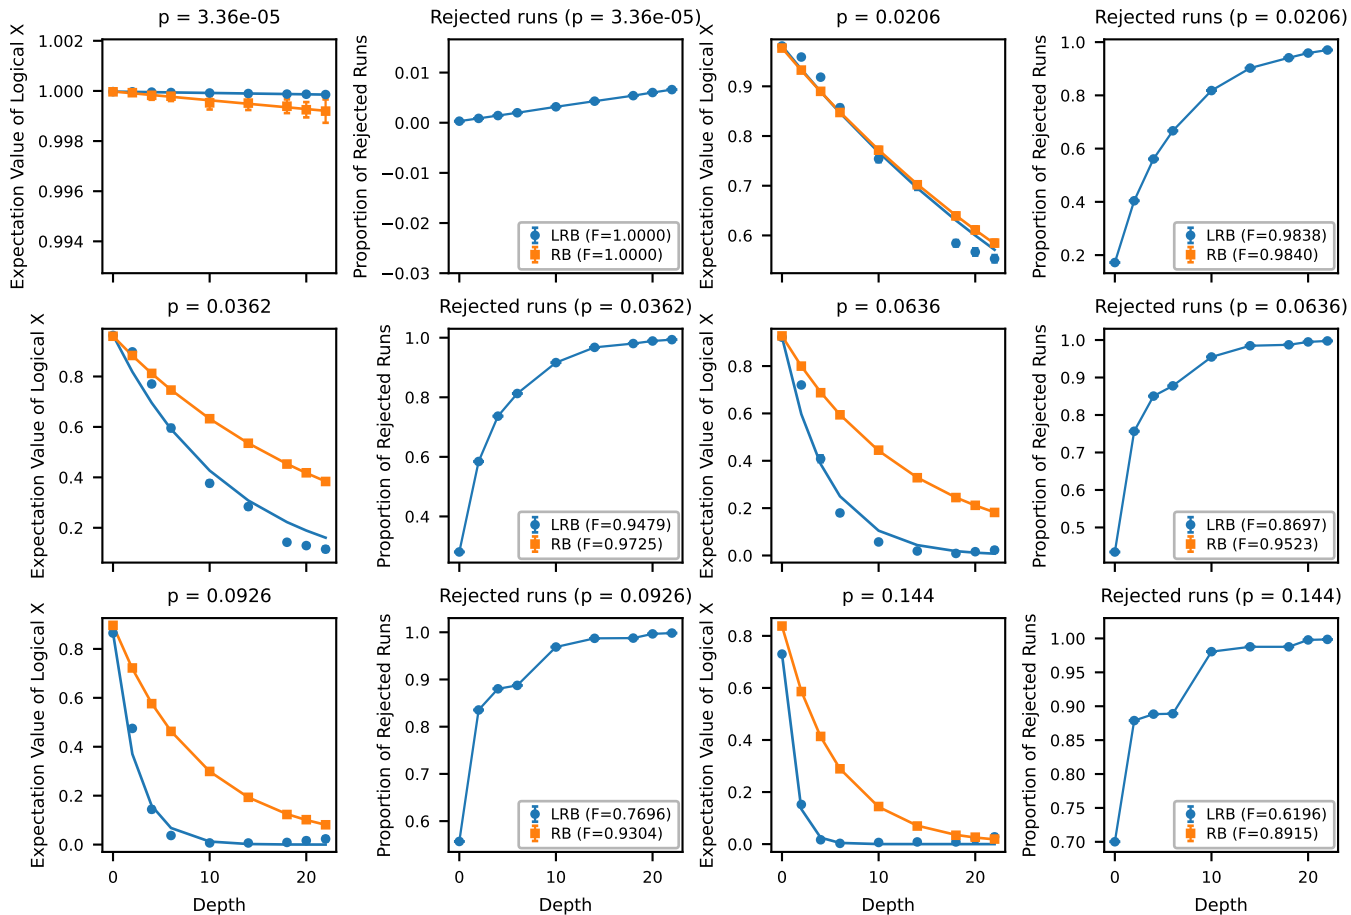 p = 3.36e-05
Expectation Value of Logical X
1.002
1.000
0.998
0.996
0.994
Rejected runs (p = 3.36e-05)
Proportion of Rejected Runs
0.01
0.00
−0.01
−0.02
−0.03
LRB (F=1.0000)
RB (F=1.0000)
p = 0.0206
Expectation Value of Logical X
0.9
0.8
0.7
0.6
Rejected runs (p = 0.0206)
Proportion of Rejected Runs
1.0
0.8
0.6
0.4
0.2
LRB (F=0.9838)
RB (F=0.9840)
p = 0.0362
Expectation Value of Logical X
0.8
0.6
0.4
0.2
Rejected runs (p = 0.0362)
Proportion of Rejected Runs
1.0
0.8
0.6
0.4
LRB (F=0.9479)
RB (F=0.9725)
p = 0.0636
Expectation Value of Logical X
0.8
0.6
0.4
0.2
0.0
Rejected runs (p = 0.0636)
Proportion of Rejected Runs
1.0
0.9
0.8
0.7
0.6
0.5
LRB (F=0.8697)
RB (F=0.9523)
p = 0.0926
Expectation Value of Logical X
0.8
0.6
0.4
0.2
0.0
0 10 20
Depth
Rejected runs (p = 0.0926)
Proportion of Rejected Runs
1.0
0.9
0.8
0.7
0.6
LRB (F=0.7696)
RB (F=0.9304)
0 10 20
Depth
p = 0.144
Expectation Value of Logical X
0.8
0.6
0.4
0.2
0.0
0 10 20
Depth
Rejected runs (p = 0.144)
Proportion of Rejected Runs
1.00
0.95
0.90
0.85
0.80
0.75
0.70
LRB (F=0.6196)
RB (F=0.8915)
0 10 20
Depth